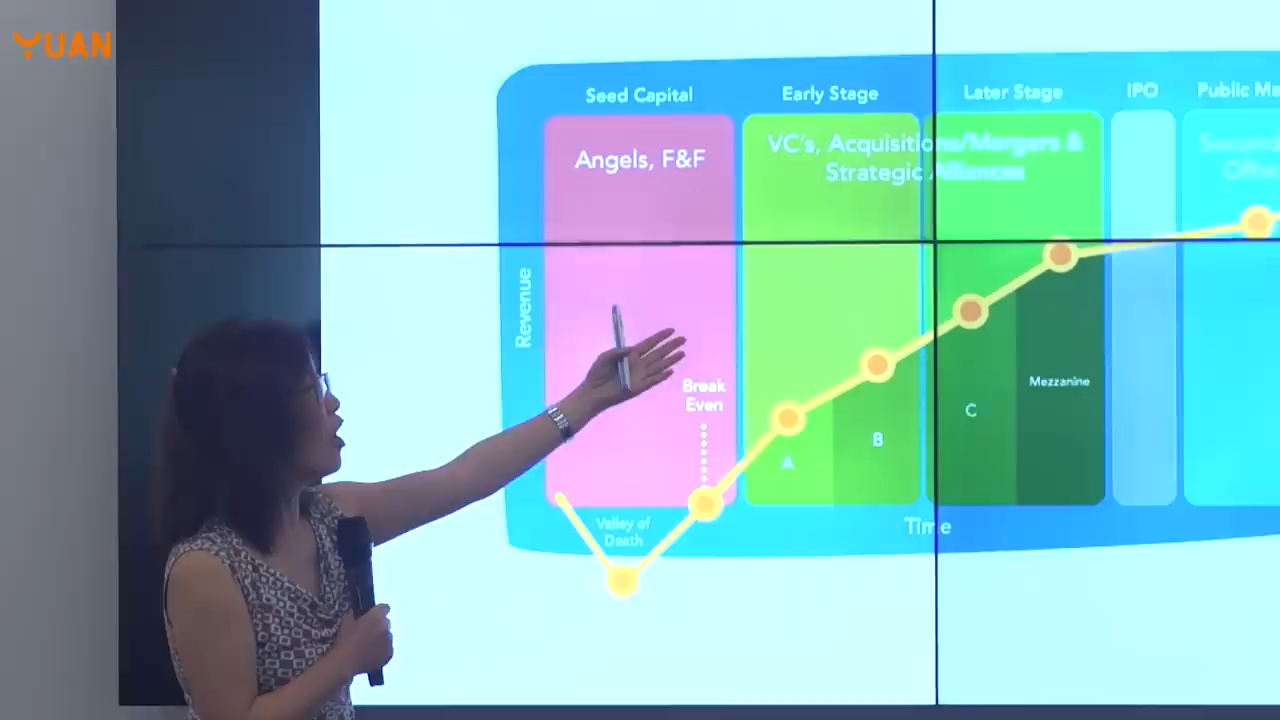 YUAN
Seed Capital
Early Stage
Later Stage
IPO
Public
Angels, F&F
VC's, Acquisitions/Mergers &
Strategic Alliances
Revenue
Break
Even
A
B
C
Mezzanine
Valley of
Death
Time